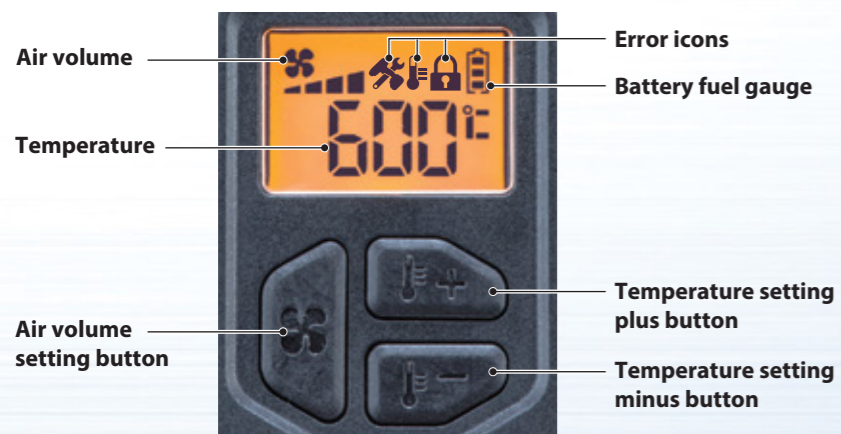 Air volume
Error icons
Battery fuel gauge
600°C
Temperature
Temperature setting
plus button
Air volume
setting button
Temperature setting
minus button